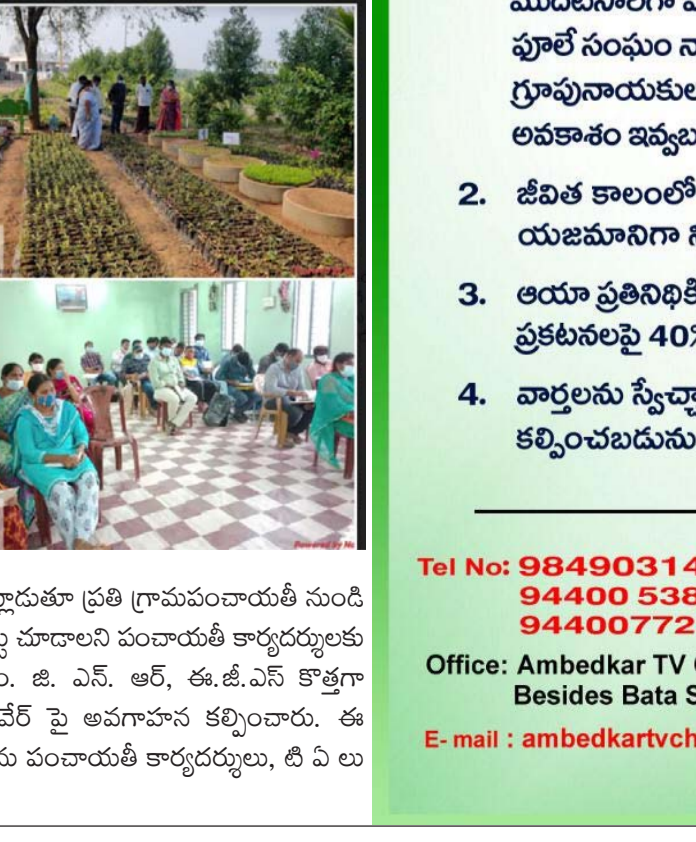 Powered by
ల్లాడుతూ ప్రతి గ్రామపంచాయతీ నుండి
చూడాలని పంచాయతీ కార్యదర్శులకు
జి. ఎన్. ఆర్, ఈ.జీ.ఎస్ కొత్తగా
వేర్ పై అవగాహన కల్పించారు. ఈ
పంచాయతీ కార్యదర్శులు, టి ఏ లు
ఫూలే సంఘం
గ్రూపునాయకుల
అవకాశం ఇవ్వబ
2. జీవిత కాలంలో
యజమానిగా
3. ఆయా ప్రతినిథికి
ప్రకటనలపై 40%
4. వార్తలను స్వేచ్ఛా
కల్పించబడును
Tel No: 98490314
94400 538
94400772
Office: Ambedkar TV
Besides Bata S
E- mail : ambedkartvch